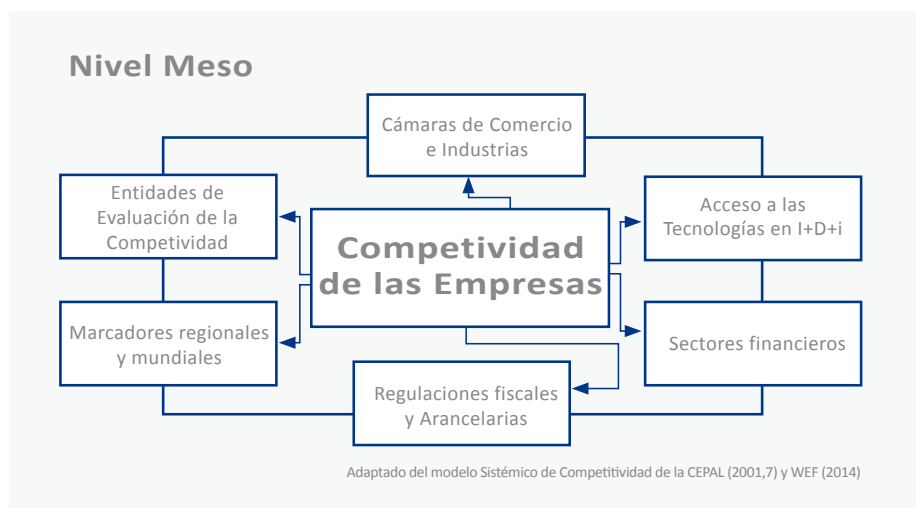 Nivel Meso
Cámaras de Comercio
e Industrias
Entidades de
Evaluación de la
Competividad
Acceso a las
Tecnologías en I+D+i
Competividad
de las Empresas
Marcadores regionales
y mundiales
Sectores financieros
Regulaciones fiscales
y Arancelarias
Adaptado del modelo Sistémico de Competitividad de la CEPAL (2001,7) y WEF (2014)